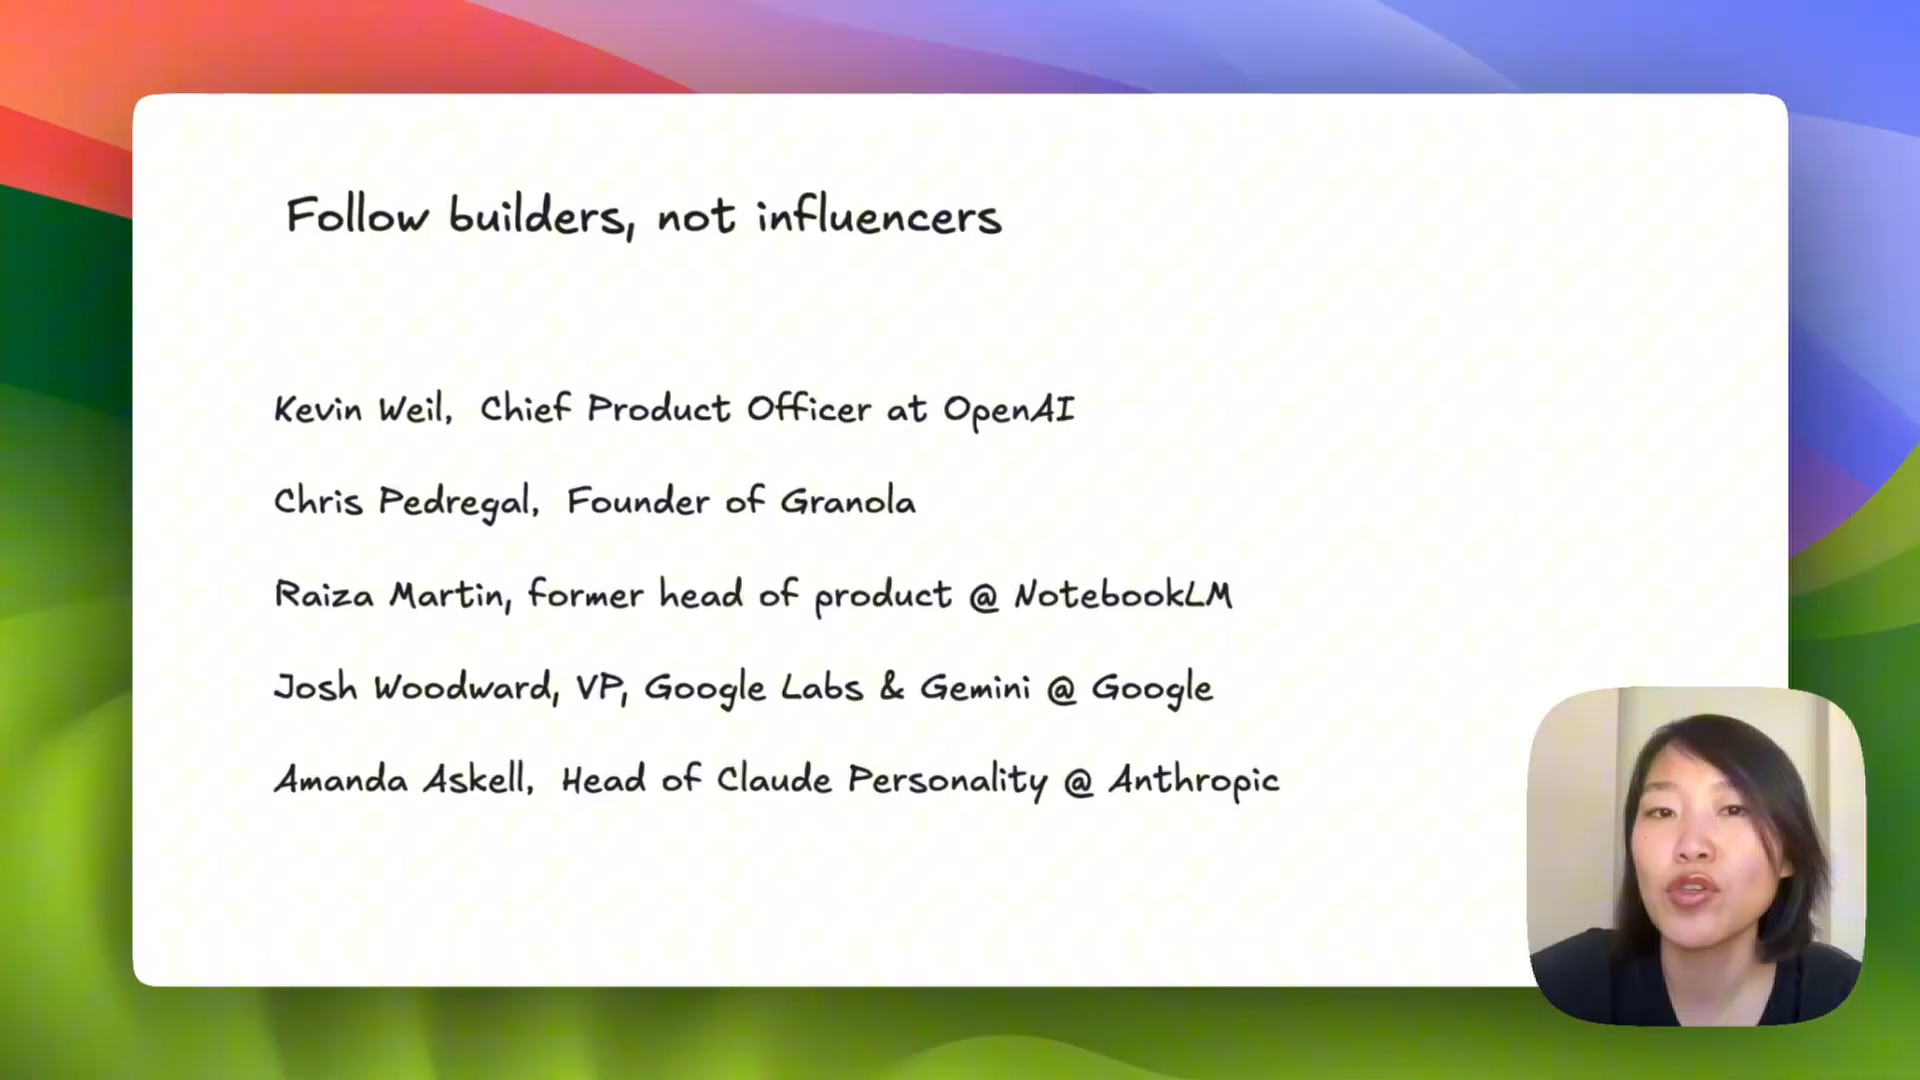 Follow builders, not influencers
Kevin Weil, Chief Product Officer at OpenAI
Chris Pedregal, Founder of Granola
Raiza Martin, former head of product @ NotebookLM
Josh Woodward, VP, Google Labs & Gemini @ Google
Amanda Askell, Head of Claude Personality @ Anthropic